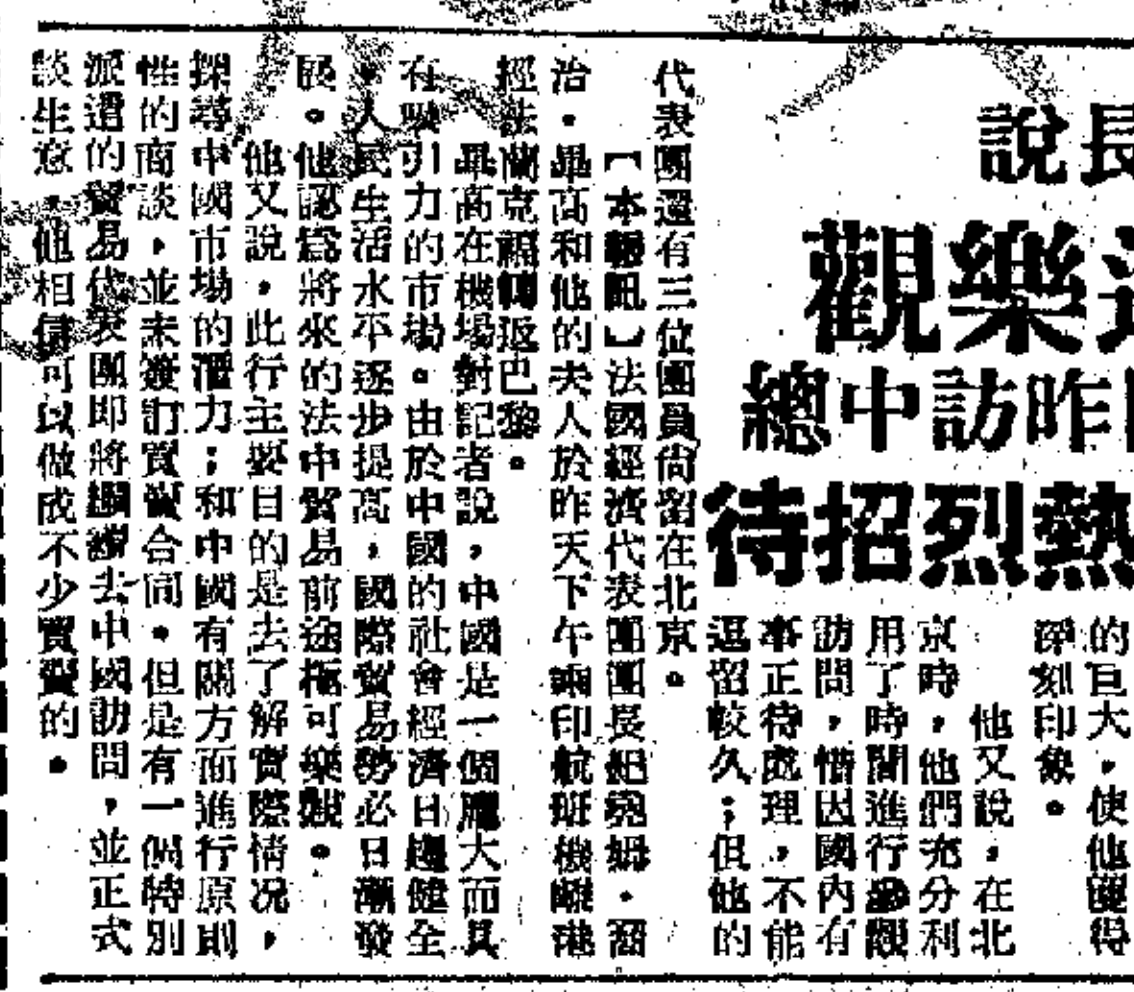 長說
樂觀
昨訪中總
熱烈招待
的巨大，使他獲得
深刻印象。
他又說，在北
京時，他們充分利
用了時間進行參觀
訪問，惜因國內有
事正待處理，不能
逗留較久；但他的
代表團還有三位團員尚留在北京。
【本報訊】法國經濟代表團團長紀堯姆·
治·畢高和他的夫人於昨天下午乘印航班機離港
經法蘭克福轉返巴黎。
畢高在機場對記者說，中國是一個龐大而具
有吸引力的市場。由於中國的社會經濟日趨健全
，人民生活水平逐步提高，國際貿易勢必日漸發
展。他認爲將來的法中貿易前途極可樂觀。
他又說，此行主要目的是去了解實際情況，
探尋中國市場的潛力；和中國有關方面進行原則
性的商談，並未簽訂買賣合同。但是有一個特別
派遣的貿易代表團即將繼續去中國訪問，並正式
談生意。他相信可以做成不少買賣的。